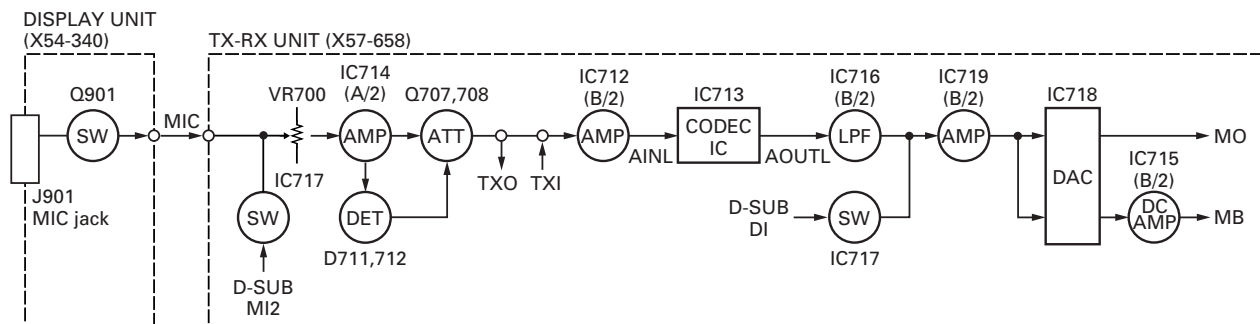 DISPLAY UNIT
(X54-340)
TX-RX UNIT (X57-658)
Q901
SW
J901
MIC jack
MIC
VR700
IC717
SW
D-SUB
MI2
IC714
(A/2)
AMP
DET
D711,712
Q707,708
ATT
TXO
TXI
IC712
(B/2)
AMP
AINL
IC713
CODEC
IC
AOUTL
IC716
(B/2)
LPF
D-SUB
DI
SW
IC717
IC719
(B/2)
AMP
IC718
DAC
MO
IC715
(B/2)
DC
AMP
MB